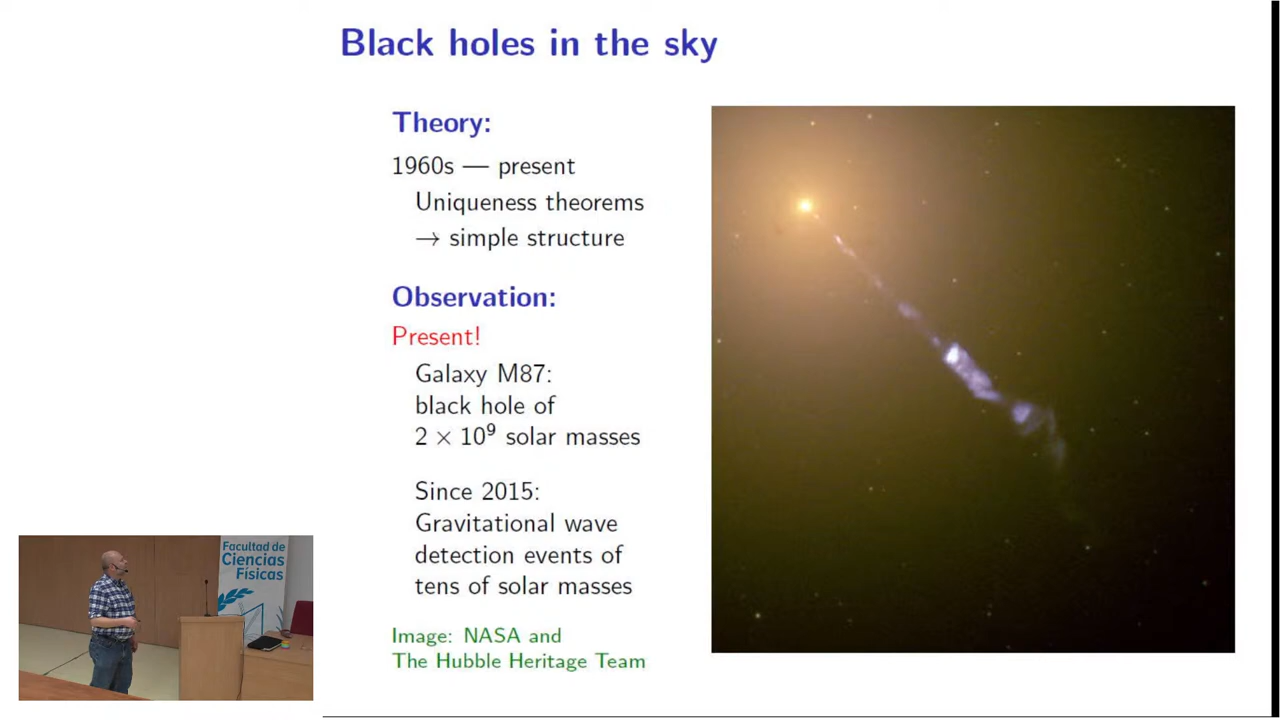 Black holes in the sky
Theory:
1960s — present
Uniqueness theorems
→ simple structure
Observation:
Present!
Galaxy M87:
black hole of
2 × 10⁹ solar masses
Since 2015:
Gravitational wave
detection events of
tens of solar masses
Image: NASA and
The Hubble Heritage Team
Facultad de
Ciencias
Físicas